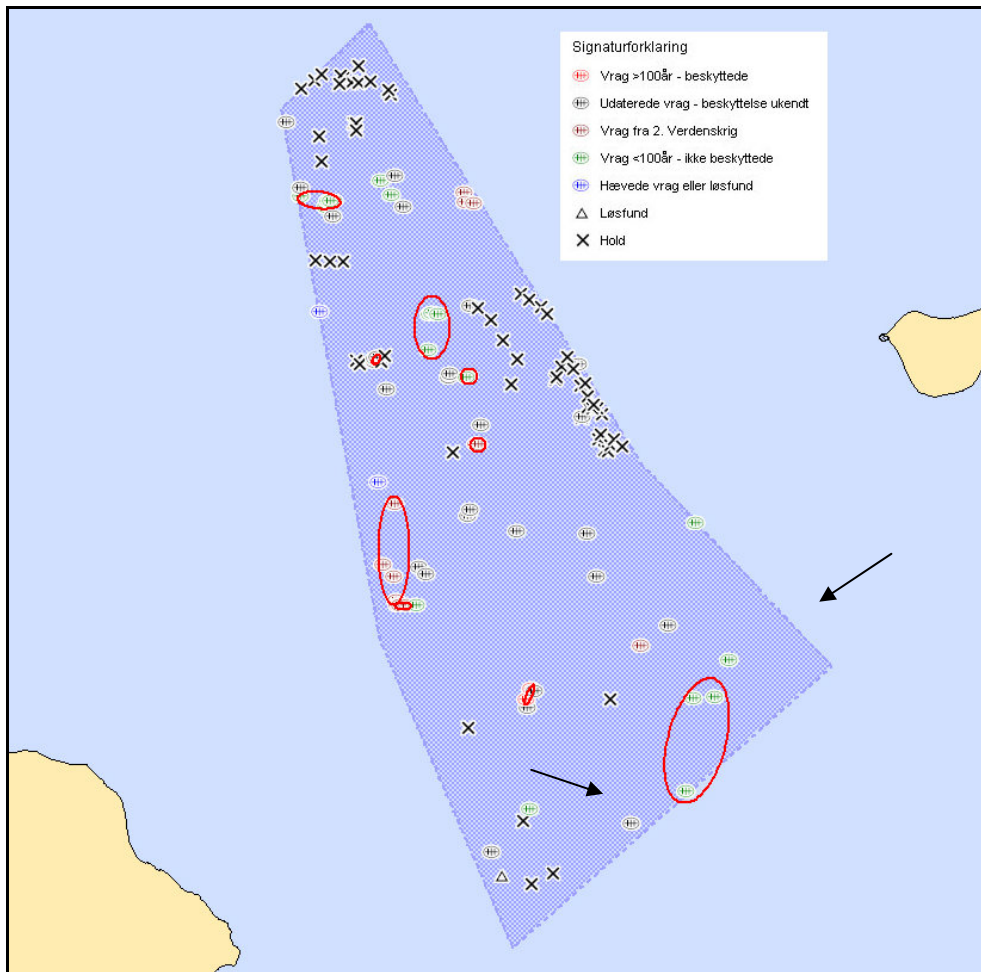 Signaturforklaring
Vrag >100år - beskyttede
Udaterede vrag - beskyttelse ukendt
Vrag fra 2. Verdenskrig
Vrag <100år - ikke beskyttede
Hævede vrag eller løsfund
Løsfund
Hold